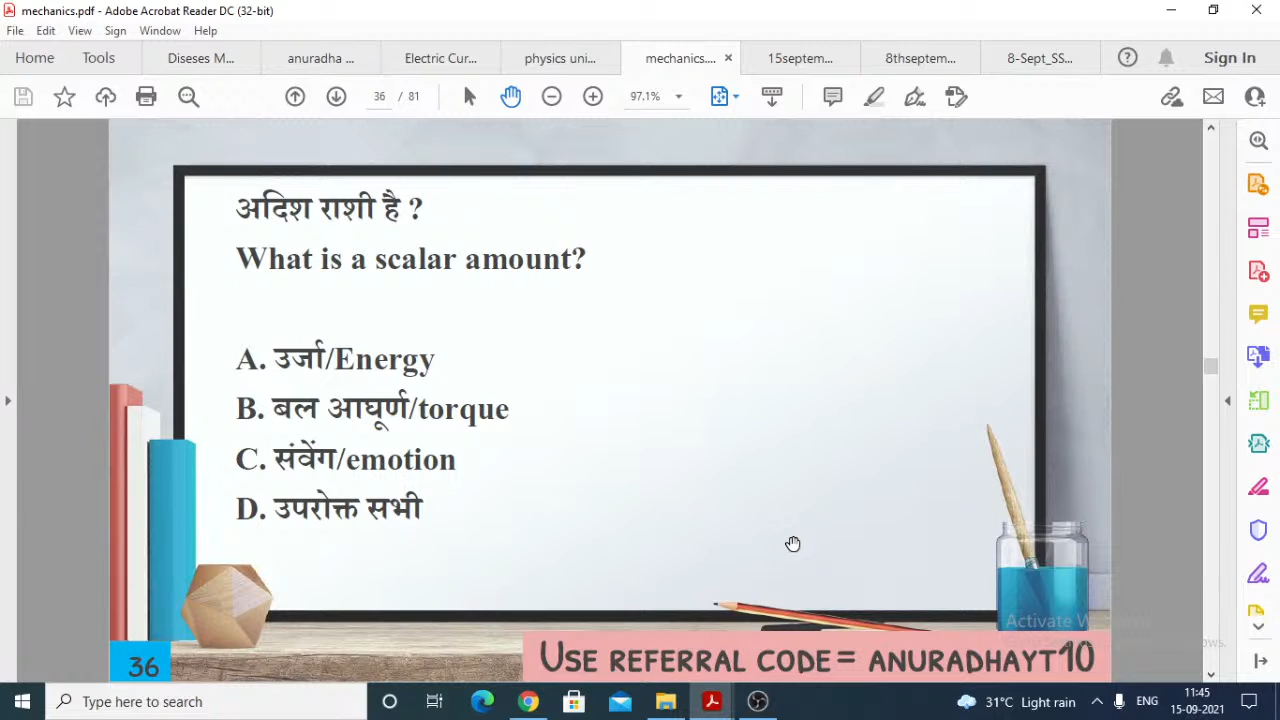 mechanics.pdf - Adobe Acrobat Reader DC (32-bit)
File Edit View Sign Window Help
Home Tools Diseses M... anuradha ... Electric Cur... physics uni... mechanics.... 15septem... 8thseptem... 8-Sept_SS... Sign In
36 / 81 97.1%
अदिश राशी है ?
What is a scalar amount?
A. उर्जा/Energy
B. बल आघूर्ण/torque
C. संवेंग/emotion
D. उपरोक्त सभी
Activate
36
USE REFERRAL CODE= ANURADHAYT10
Type here to search
31°C Light rain
ENG
11:45
15-09-2021